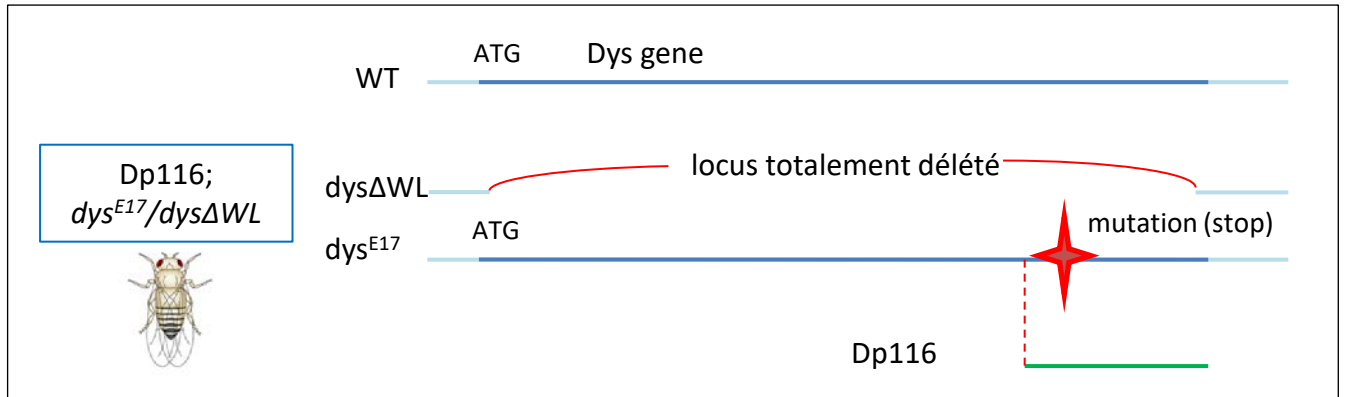 ATG Dys gene
WT
Dp116;
dysE17/dysΔWL
locus totalement délété
dysΔWL
ATG
mutation (stop)
dysE17
Dp116